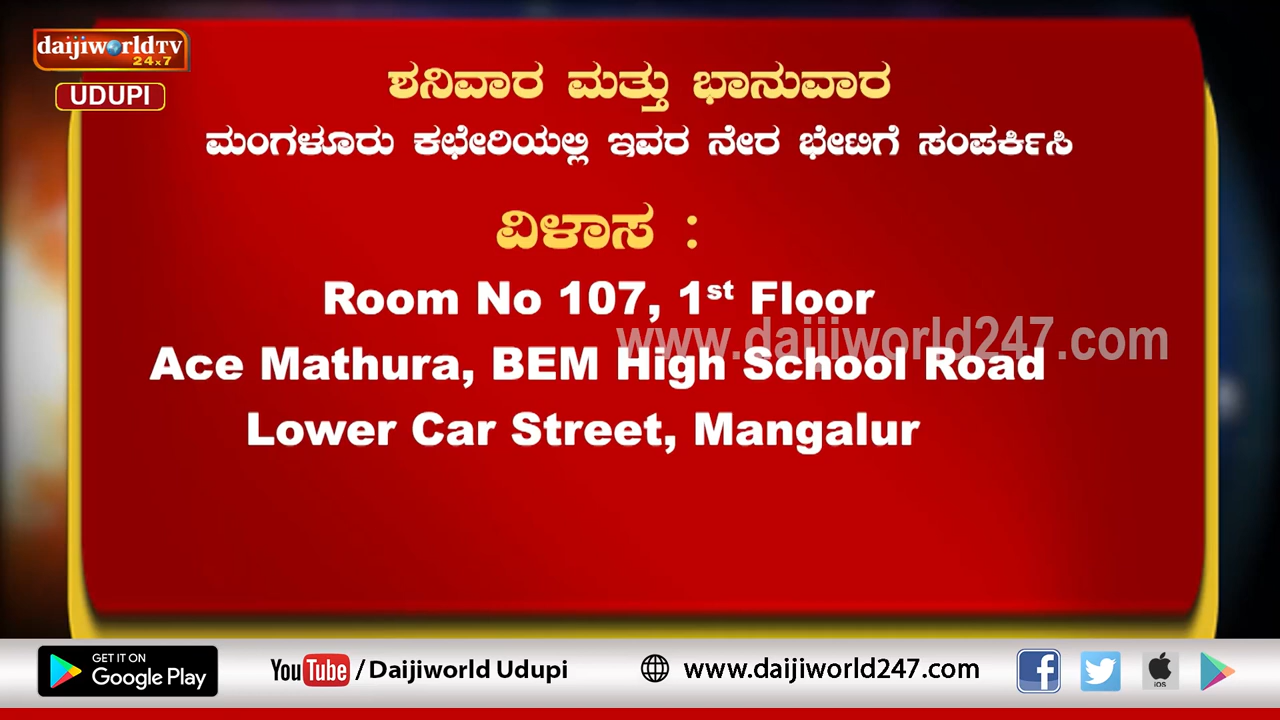 daijiworldTV
24x7
UDUPI
ಶನಿವಾರ ಮತ್ತು ಭಾನುವಾರ
ಮಂಗಳೂರು ಕಛೇರಿಯಲ್ಲಿ ಇವರ ನೇರ ಭೇಟಿಗೆ ಸಂಪರ್ಕಿಸಿ
ವಿಳಾಸ :
Room No 107, 1st Floor
www.daijiworld247.com
Ace Mathura, BEM High School Road
Lower Car Street, Mangalur
GET IT ON
Google Play
YouTube /Daijiworld Udupi
www.daijiworld247.com
f
iOS